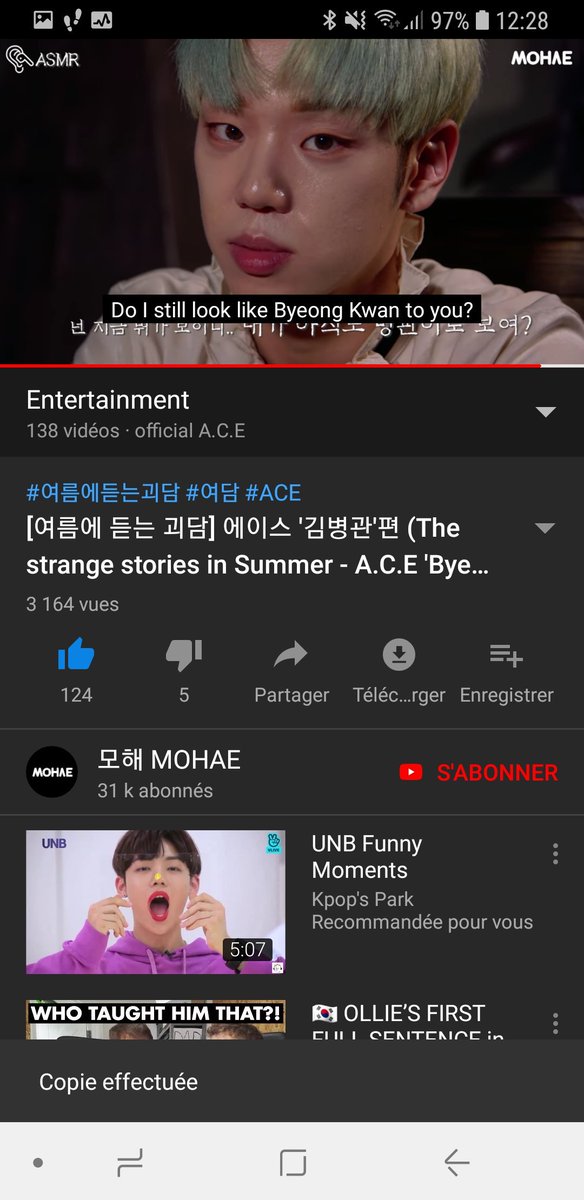 97% 12:28
ASMR
MOHAE
Do I still look like Byeong Kwan to you?
보여?
Entertainment
138 vidéos · official A.C.E
#여름에듣는괴담 #여담 #ACE
[여름에 듣는 괴담] 에이스 '김병관'편 (The
strange stories in Summer - A.C.E 'Bye…
3 164 vues
124
5
Partager
Téléc…rger
Enregistrer
MOHAE
모해 MOHAE
31 k abonnés
S'ABONNER
UNB
VLIVE
5:07
UNB Funny
Moments
Kpop's Park
Recommandée pour vous
WHO TAUGHT HIM THAT?!
🇰🇷 OLLIE'S FIRST
FULL SENTENCE in
Copie effectuée